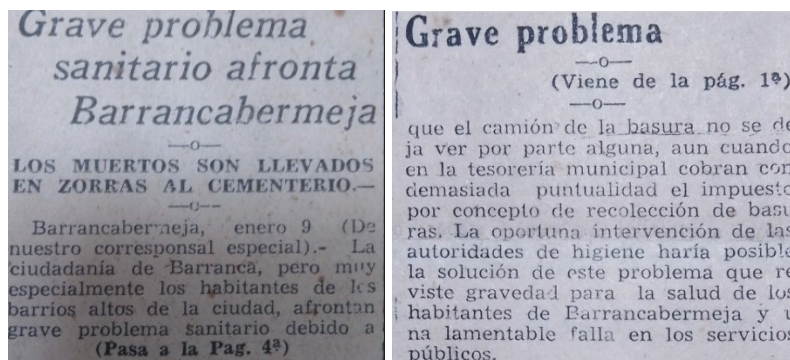 Grave problema
sanitario afronta
Barrancabermeja
—o—
LOS MUERTOS SON LLEVADOS
EN ZORRAS AL CEMENTERIO.—
—o—
Barrancabermeja, enero 9 (De
nuestro corresponsal especial).- La
ciudadanía de Barranca, pero muy
especialmente los habitantes de los
barrios altos de la ciudad, afrontan
grave problema sanitario debido a
(Pasa a la Pag. 4ª)
Grave problema
—o—
(Viene de la pág. 1ª)
—o—
que el camión de la basura no se de
ja ver por parte alguna, aun cuando
en la tesorería municipal cobran con
demasiada puntualidad el impuesto
por concepto de recolección de basu
ras. La oportuna intervención de las
autoridades de higiene haría posible
la solución de este problema que re
viste gravedad para la salud de los
habitantes de Barrancabermeja y u
na lamentable falla en los servicios
públicos.